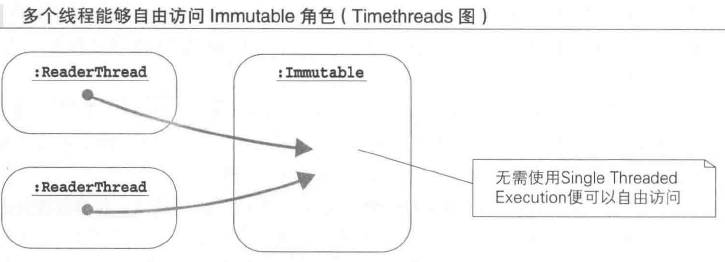 多个线程能够自由访问 Immutable 角色 ( Timethreads 图 )
:ReaderThread
:Immutable
:ReaderThread
无需使用Single Threaded
Execution便可以自由访问